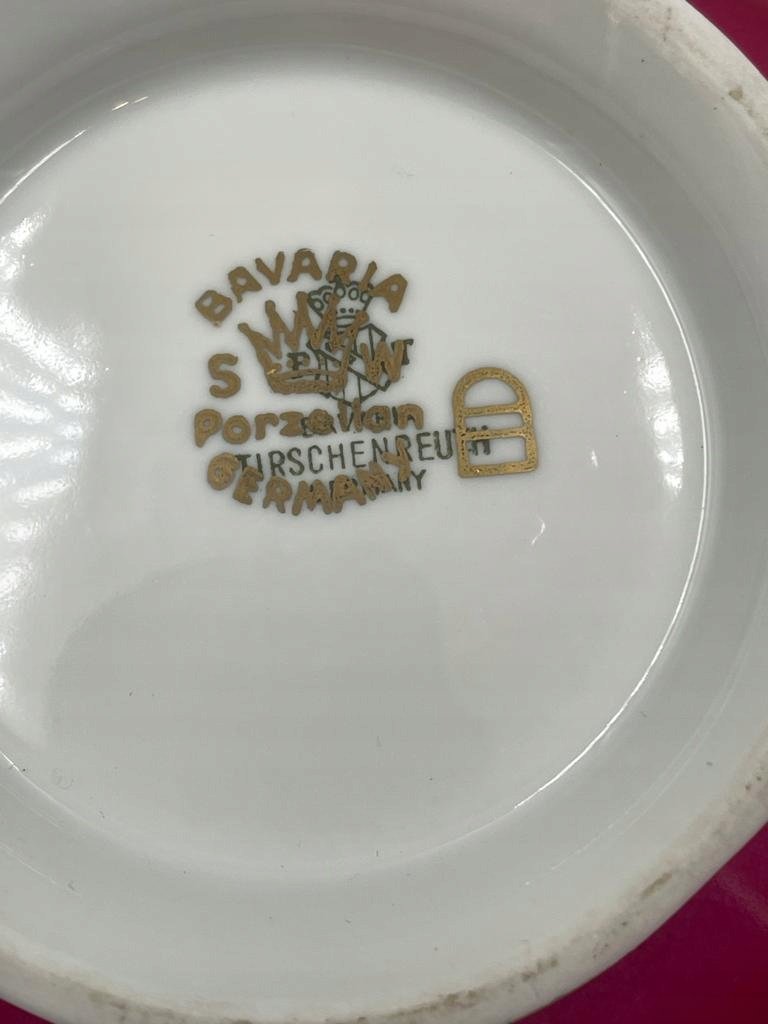 BAVARIA
S W
P T
Porzellan
TIRSCHENREUTH
GERMANY